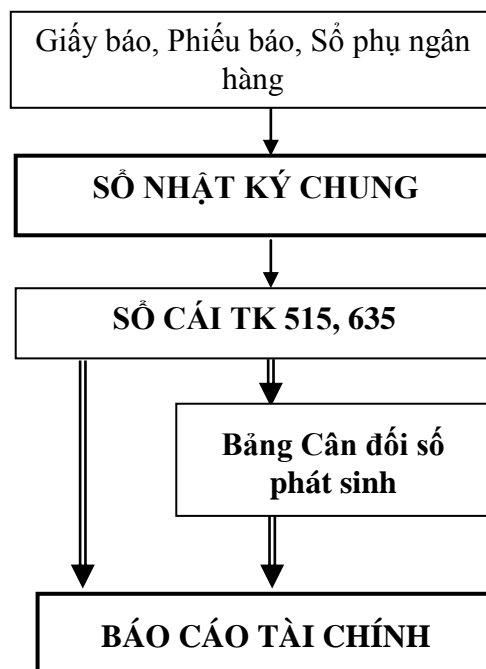 Giấy báo, Phiếu báo, Sổ phụ ngân
hàng
SỔ NHẬT KÝ CHUNG
SỔ CÁI TK 515, 635
Bảng Cân đối số
phát sinh
BÁO CÁO TÀI CHÍNH